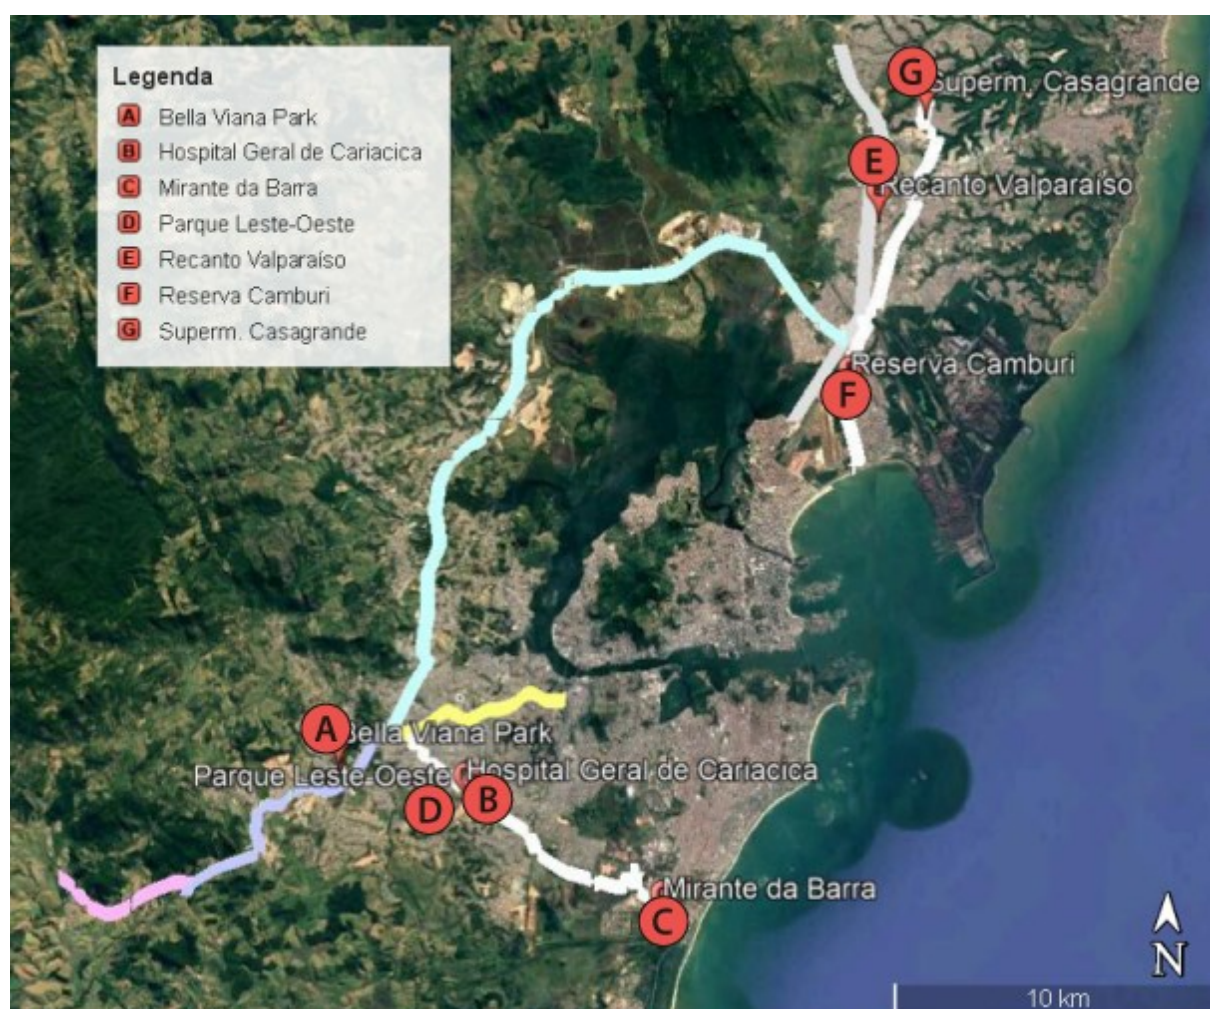 Legenda
A Bella Viana Park
B Hospital Geral de Cariacica
C Mirante da Barra
D Parque Leste-Oeste
E Recanto Valparaíso
F Reserva Camburi
G Superm. Casagrande
G Superm. Casagrande
E
Recanto Valparaíso
Reserva Camburi
F
A Bella Viana Park
Parque Leste-Oeste Hospital Geral de Cariacica
D B
Mirante da Barra
C
N
10 km